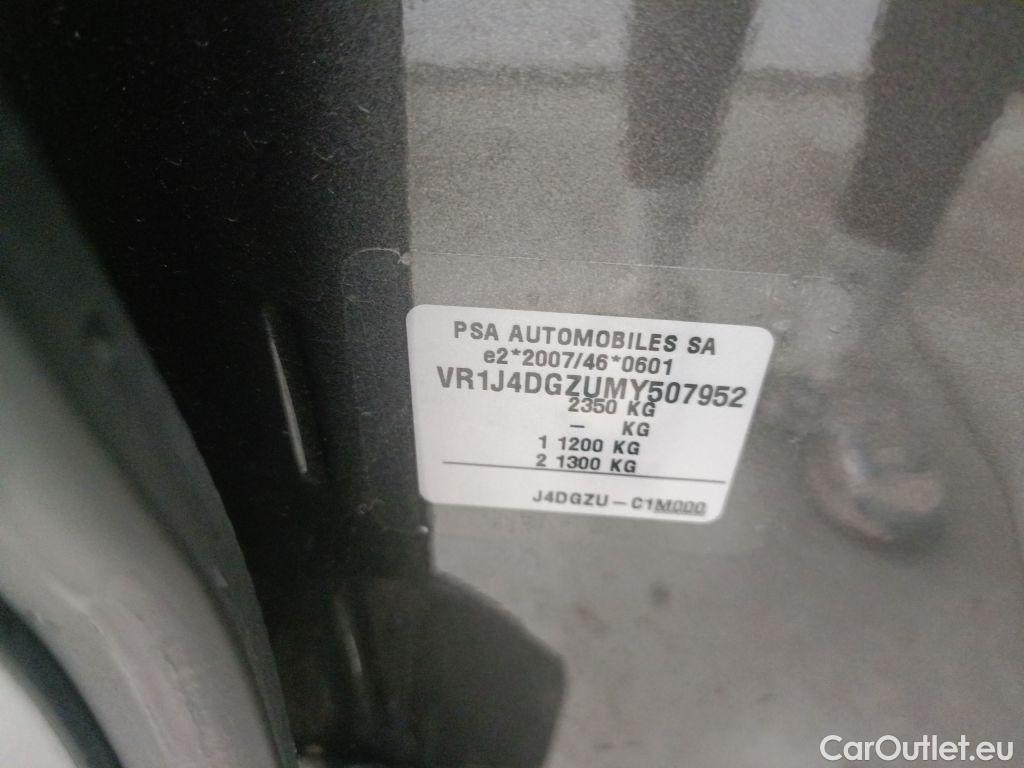 PSA AUTOMOBILES SA
e2*2007/46*0601
VR1J4DGZUMY507952
2350 KG
– KG
1 1200 KG
2 1300 KG
J4DGZU – C1M000
CarOutlet.eu